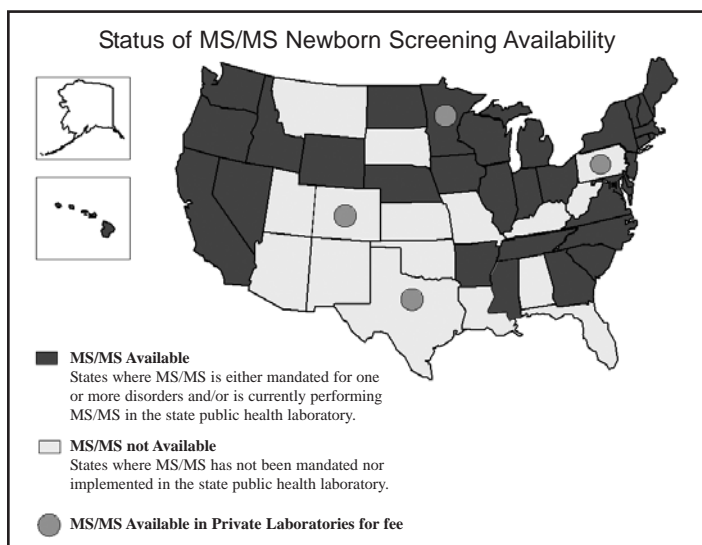 Status of MS/MS Newborn Screening Availability
MS/MS Available
States where MS/MS is either mandated for one
or more disorders and/or is currently performing
MS/MS in the state public health laboratory.
MS/MS not Available
States where MS/MS has not been mandated nor
implemented in the state public health laboratory.
MS/MS Available in Private Laboratories for fee